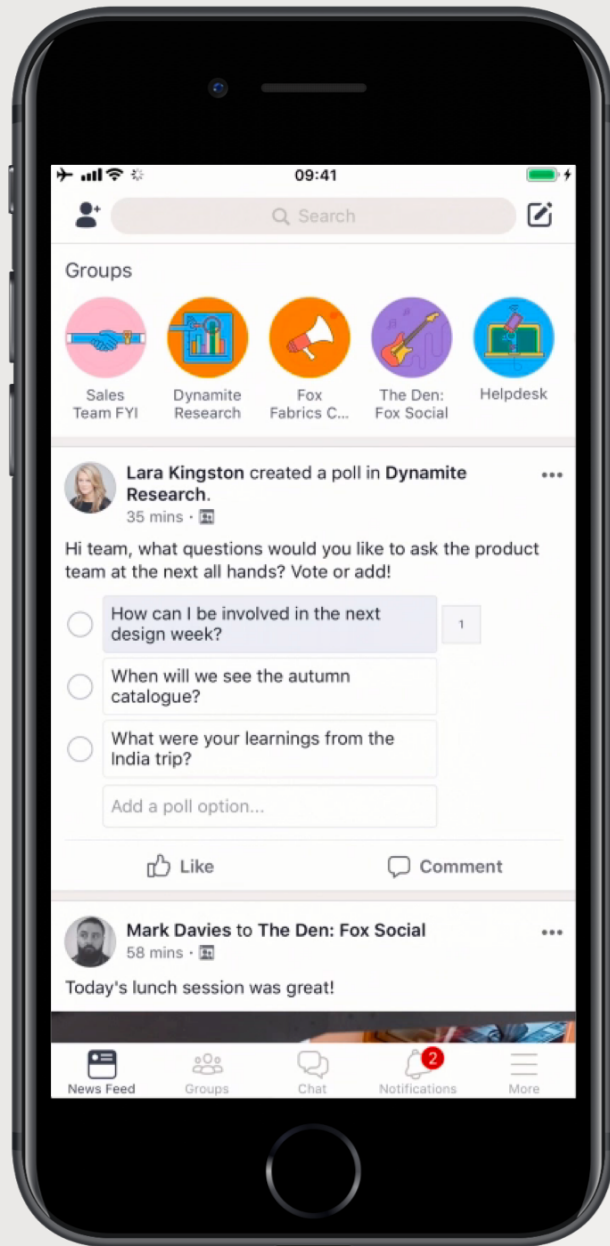 09:41
Search
Groups
Sales
Team FYI
Dynamite
Research
Fox
Fabrics C...
The Den:
Fox Social
Helpdesk
Lara Kingston created a poll in Dynamite
Research.
35 mins ·
Hi team, what questions would you like to ask the product
team at the next all hands? Vote or add!
How can I be involved in the next
design week?
1
When will we see the autumn
catalogue?
What were your learnings from the
India trip?
Add a poll option...
Like
Comment
Mark Davies to The Den: Fox Social
58 mins ·
Today's lunch session was great!
2
News Feed
Groups
Chat
Notifications
More